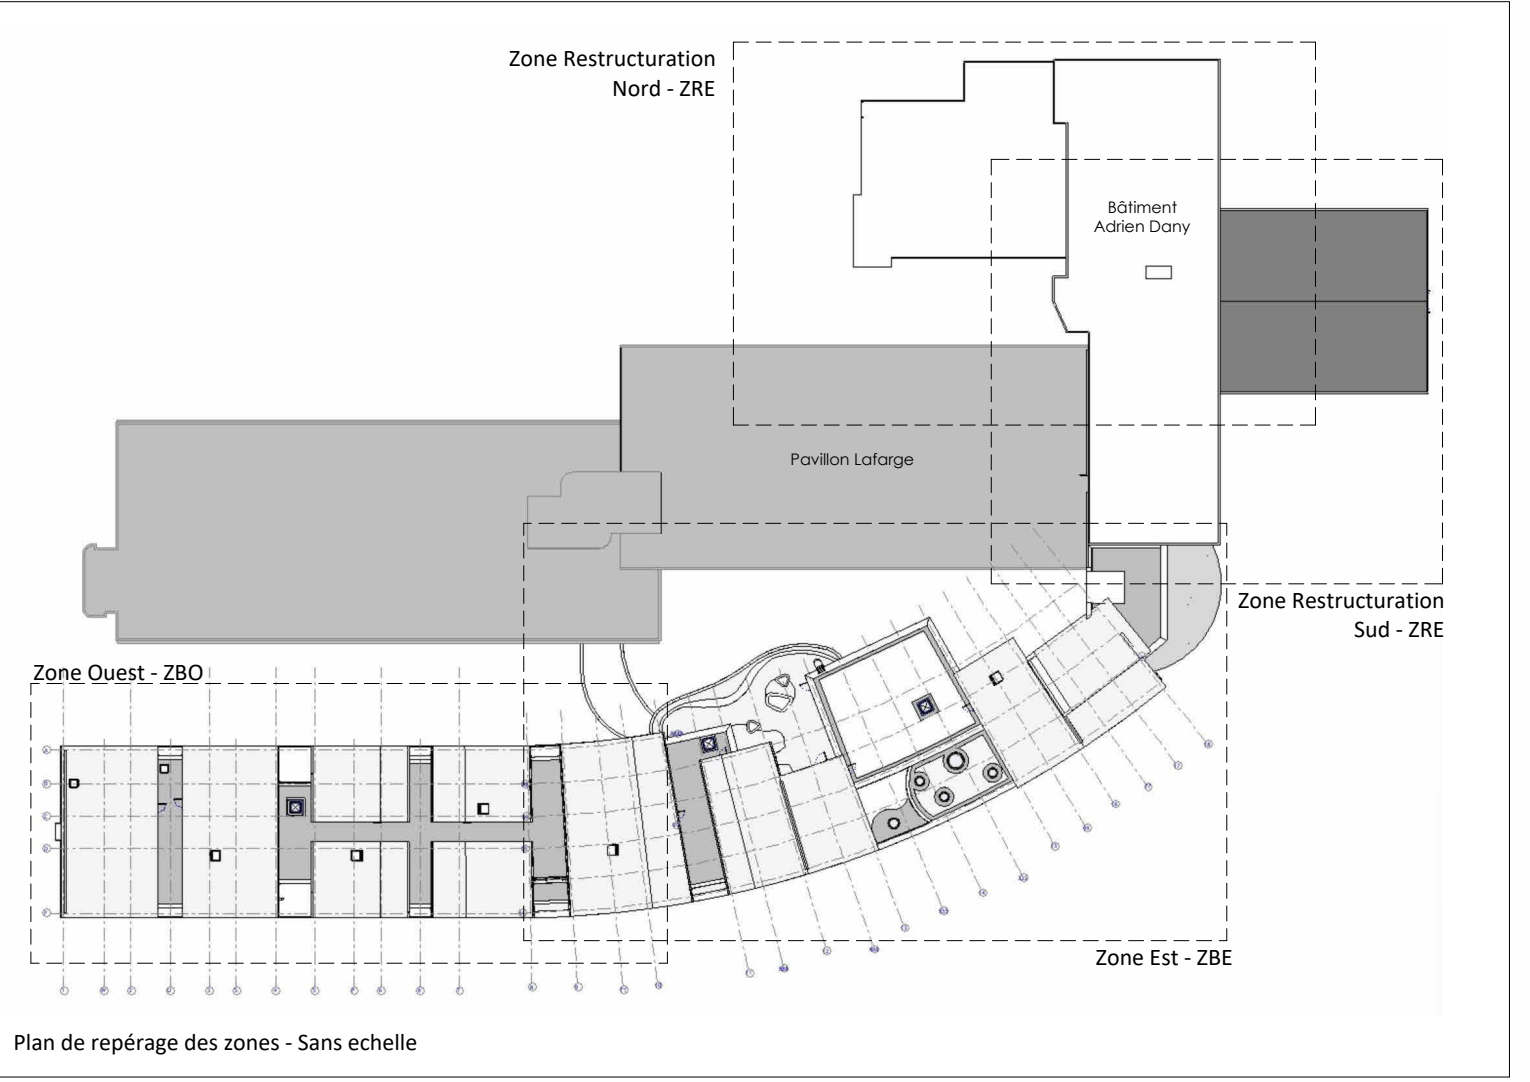 Zone Restructuration
Nord - ZRE
Bâtiment
Adrien Dany
Pavillon Lafarge
Zone Restructuration
Sud - ZRE
Zone Ouest - ZBO
Zone Est - ZBE
Plan de repérage des zones - Sans echelle